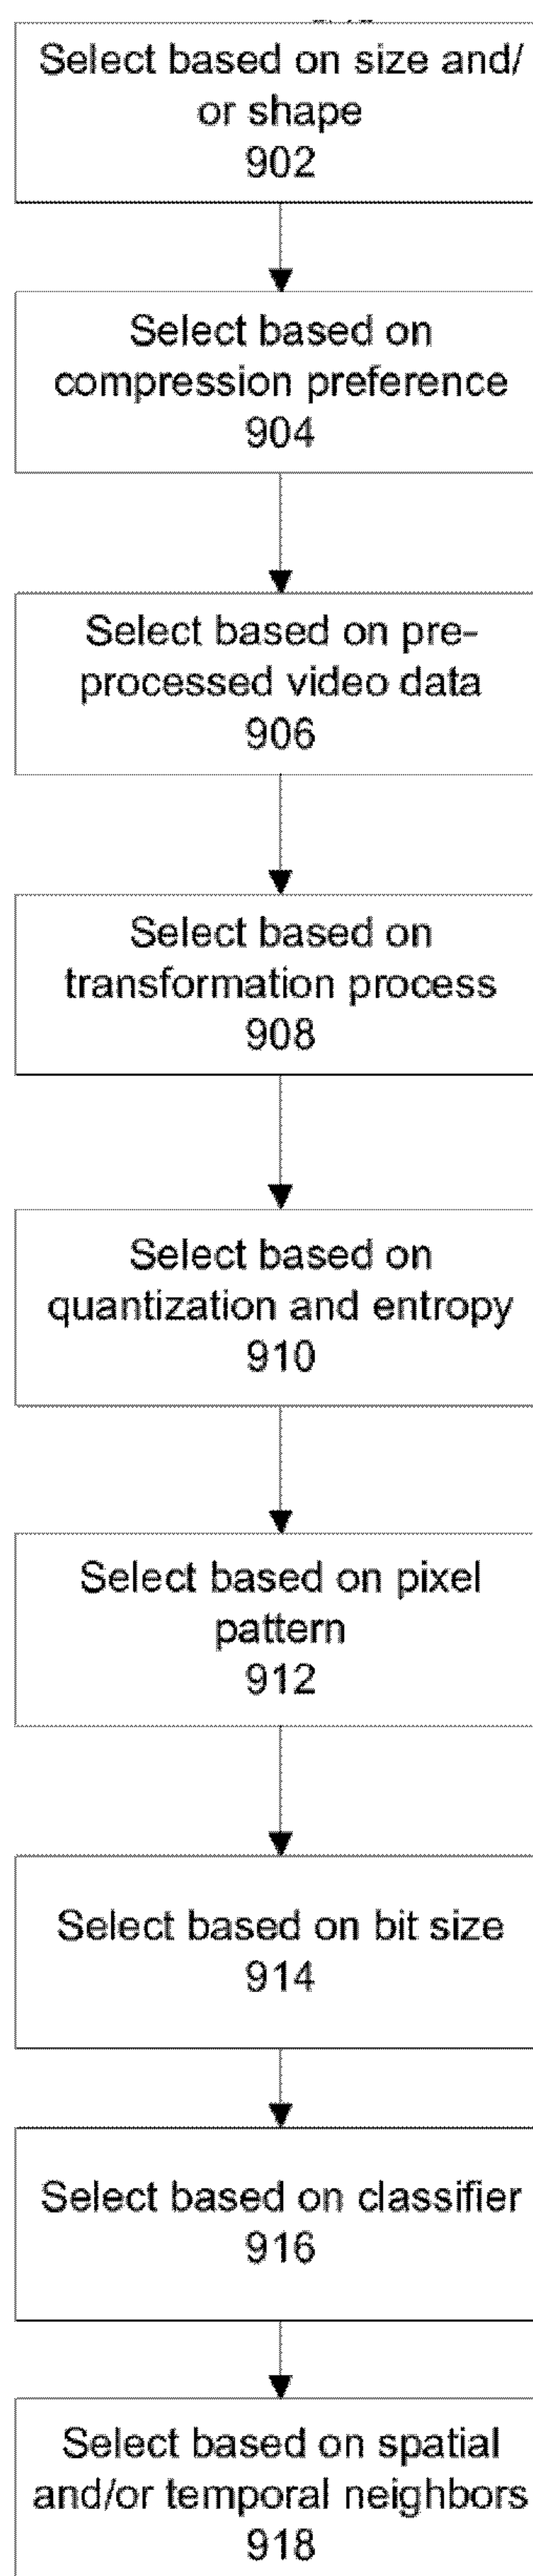 Select based on size and/
or shape
902
Select based on
compression preference
904
Select based on pre-
processed video data
906
Select based on
transformation process
908
Select based on
quantization and entropy
910
Select based on pixel
pattern
912
Select based on bit size
914
Select based on classifier
916
Select based on spatial
and/or temporal neighbors
918